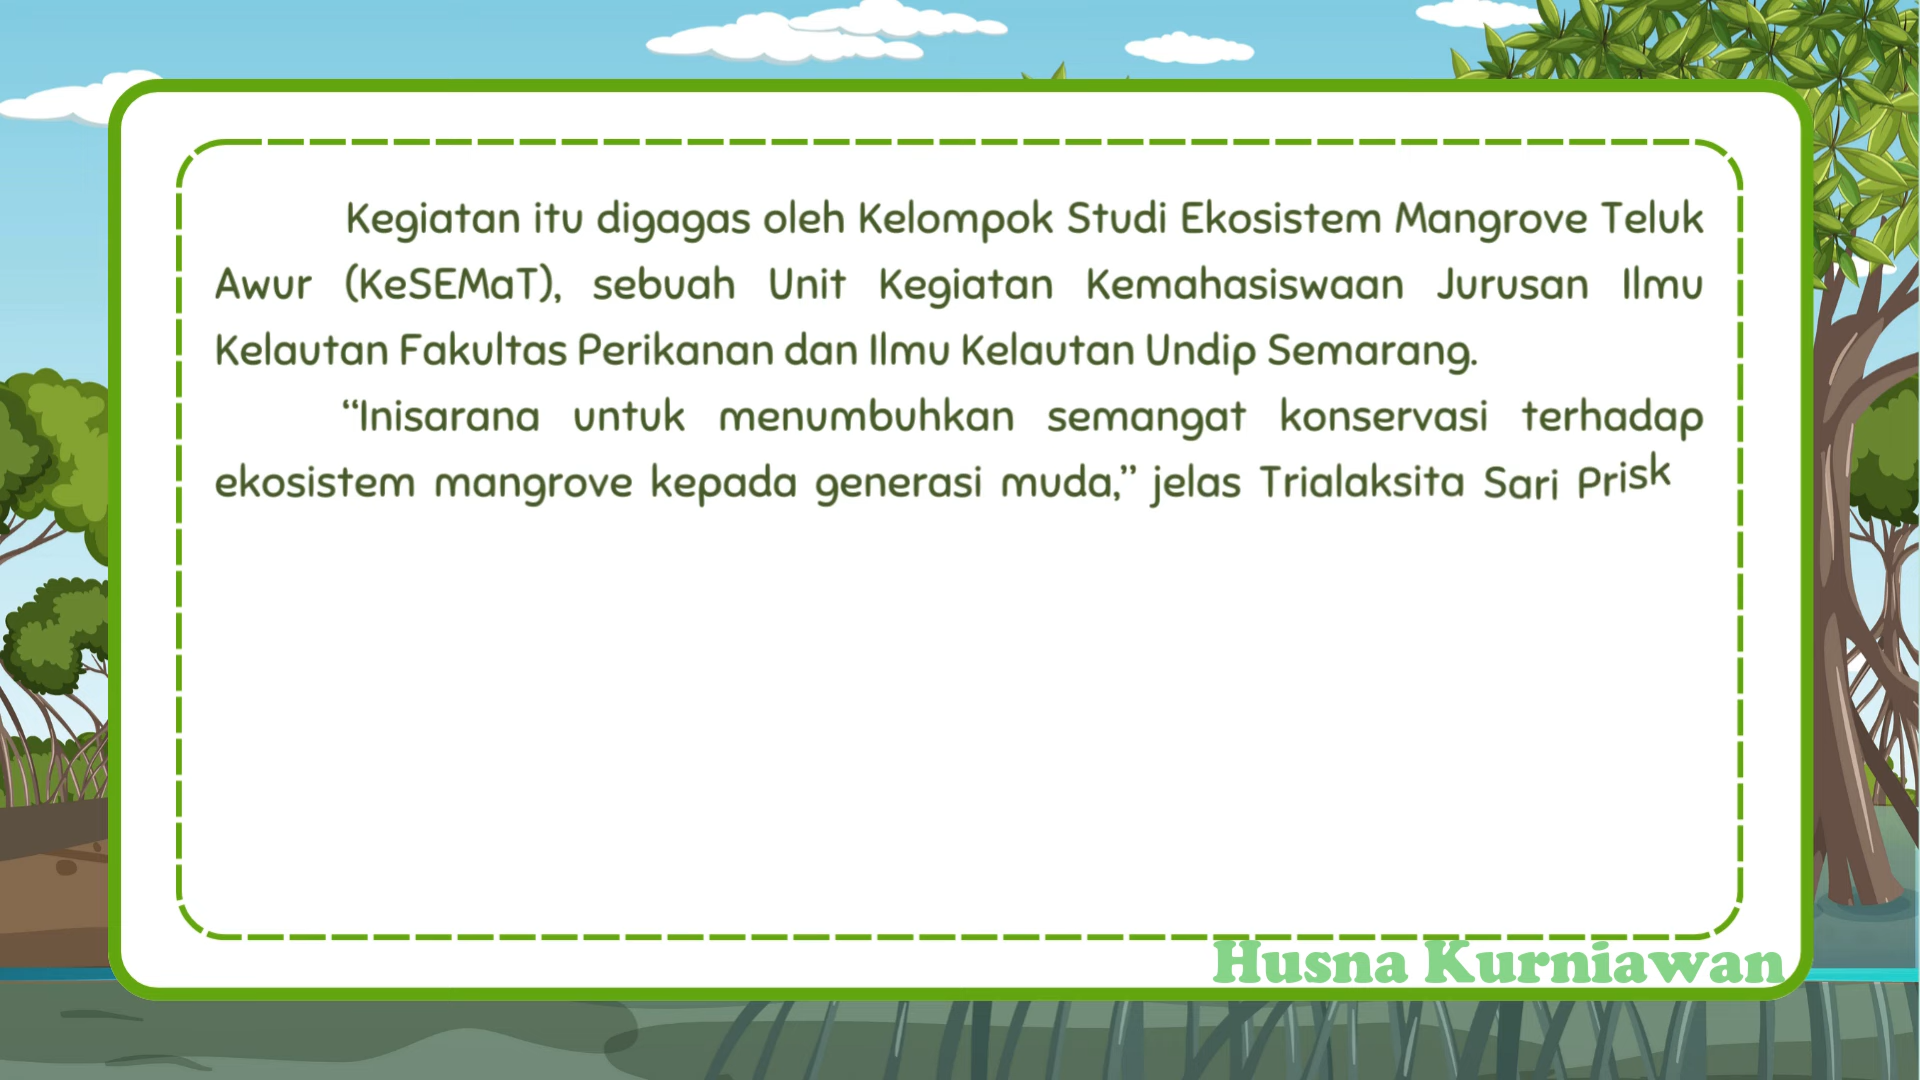 Kegiatan itu digagas oleh Kelompok Studi Ekosistem Mangrove Teluk
Awur (KeSEMaT), sebuah Unit Kegiatan Kemahasiswaan Jurusan Ilmu
Kelautan Fakultas Perikanan dan Ilmu Kelautan Undip Semarang.
“Inisarana untuk menumbuhkan semangat konservasi terhadap
ekosistem mangrove kepada generasi muda,” jelas Trialaksita Sari Prisk
Husna Kurniawan